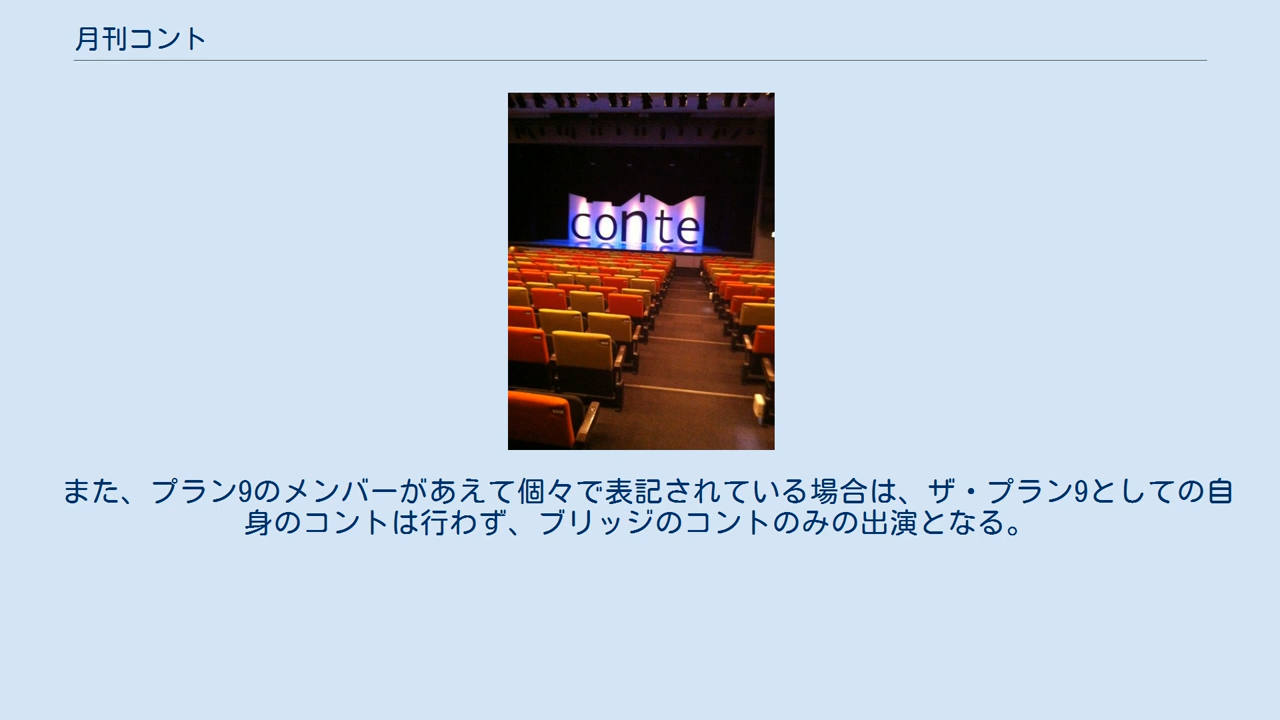 月刊コント
conte
また、プラン9のメンバーがあえて個々で表記されている場合は、ザ・プラン9としての自
身のコントは行わず、ブリッジのコントのみの出演となる。